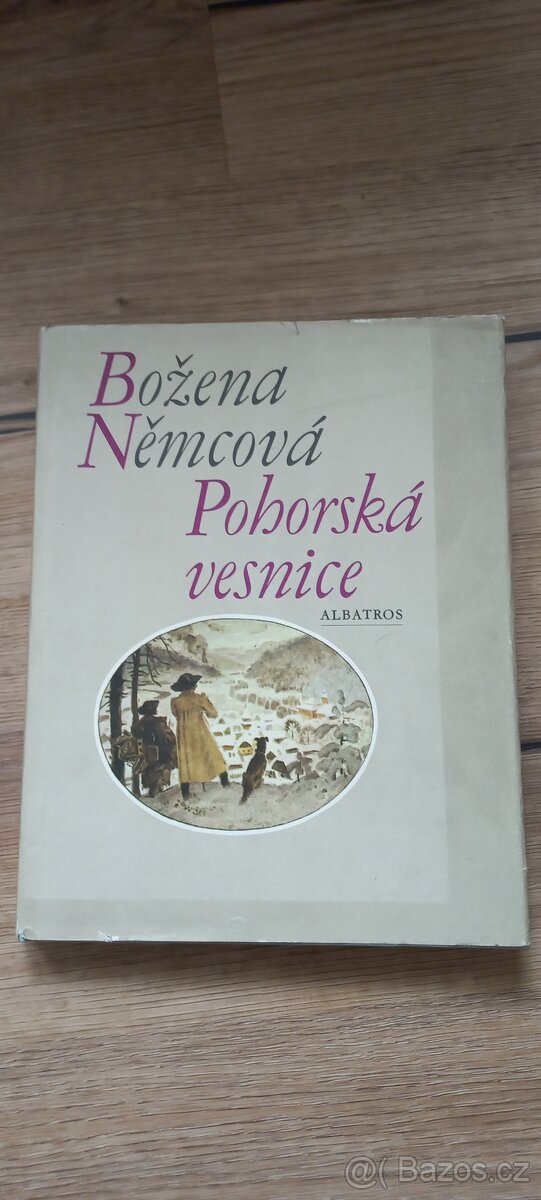 Božena
Němcová
Pohorská
vesnice
ALBATROS
@( Bazos.cz